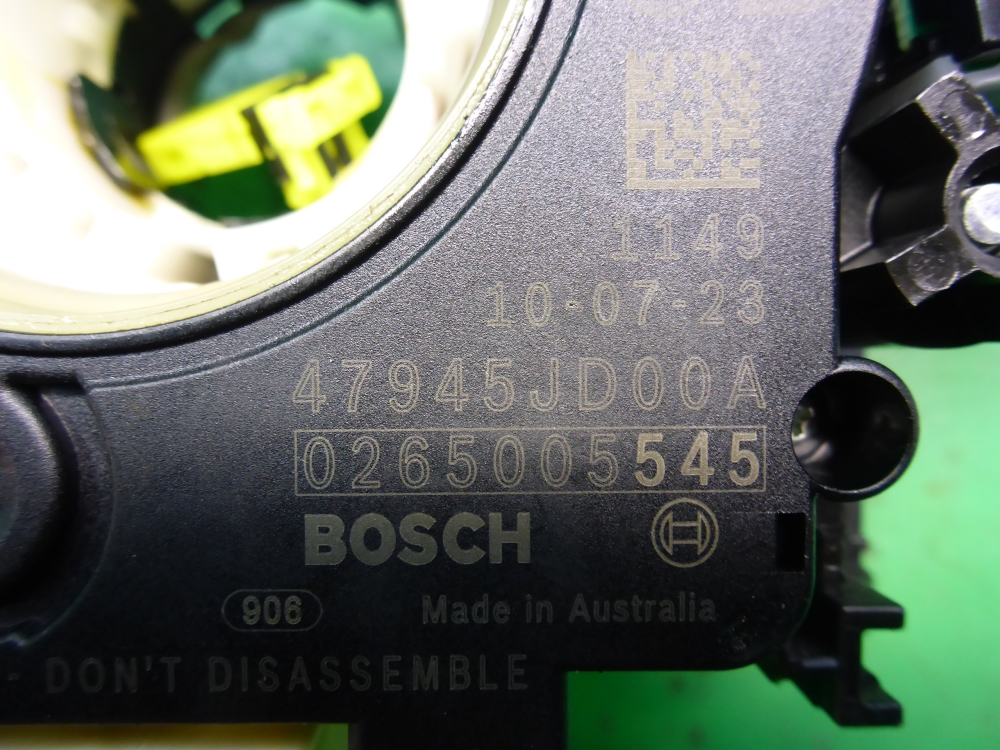 1149
10-07-23
47945JD00A
0265005545
BOSCH
906 Made in Australia
- DON'T DISASSEMBLE